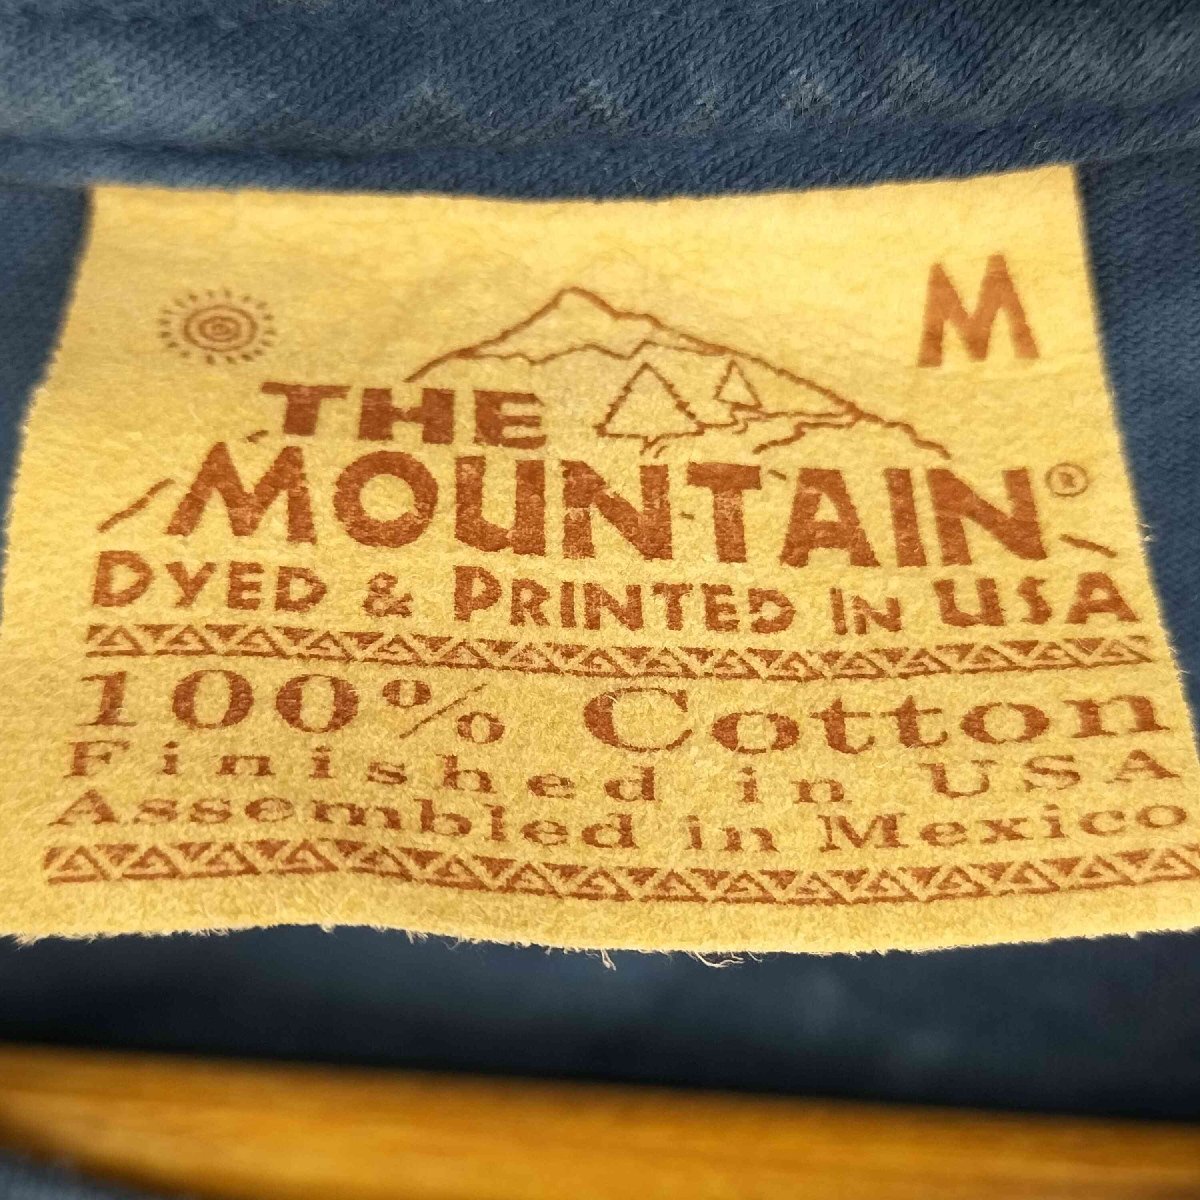 M
THE
MOUNTAIN®
DYED & PRINTED IN USA
100% Cotton
Finished in USA
Assembled in Mexico